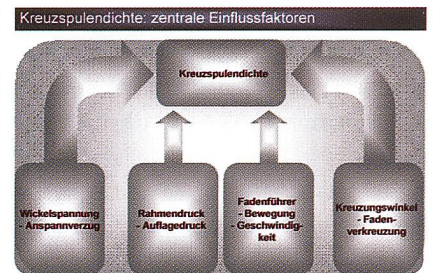 Kreuzspulendichte: zentrale Einflussfaktoren
Kreuzspulendichte
Wickelspannung
- Anspannverzug
Rahmendruck
- Auflagedruck
Fadenführer
- Bewegung
- Geschwindig-
keit
Kreuzungswinkel
- Faden-
verkreuzung